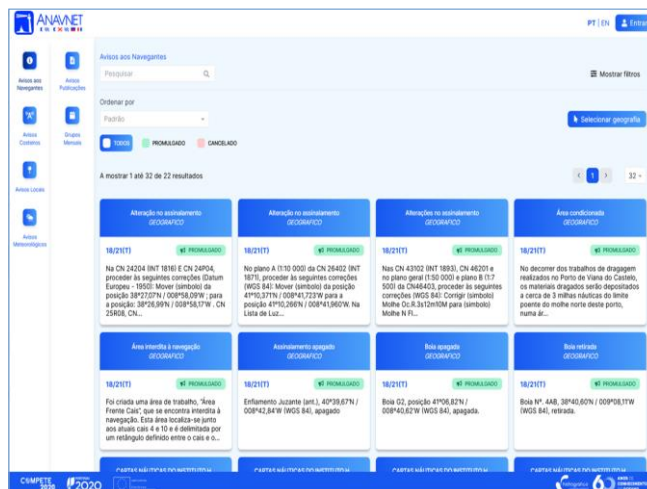 ANAVNET
PT | EN Entrar
Avisos aos Navegantes
Avisos Publicações
Avisos Costeiros
Grupos Mensais
Avisos Locais
Avisos Meteorológicos
Avisos aos Navegantes
Pesquisar
Mostrar filtros
Ordenar por
Padrão
Selecionar geografia
TODOS PROMULGADO CANCELADO
A mostrar 1 até 32 de 22 resultados
1 32
Alteração no assinalamento
GEOGRAFICO
18/21(T) PROMULGADO
Na CN 24204 (INT 1816) E CN 24P04,
proceder às seguintes correções (Datum
Europeu - 1950): Mover (símbolo) da
posição 38°27,07'N / 008°58,09'W ; para
a posição: 38°26,99'N / 008°58,17'W . CN
25R08, CN...
Alteração no assinalamento
GEOGRAFICO
18/21(T) PROMULGADO
No plano A (1:10 000) da CN 26402 (INT
1871), proceder às seguintes correções
(WGS 84): Mover (símbolo) da posição
41°10,371'N / 008°41,723'W para a
posição 41°10,266'N / 008°41,960'W. Na
Lista de Luz...
Alterações no assinalamento
GEOGRAFICO
18/21(T) PROMULGADO
Nas CN 43102 (INT 1893), CN 46201 e
no plano geral (1:50 000) e plano B (1:7
500) da CN46403, proceder às seguintes
correções (WGS 84): Corrigir (símbolo)
Molhe Oc.R.3s12m10M para (símbolo)
Molhe N Fl...
Área condicionada
GEOGRAFICO
18/21(T) PROMULGADO
No decorrer dos trabalhos de dragagem
realizados no Porto de Viana do Castelo,
os materiais dragados serão depositados
a cerca de 3 milhas náuticas do limite
poente do molhe norte deste porto,
numa ár...
Área interdita à navegação
GEOGRAFICO
18/21(T) PROMULGADO
Foi criada uma área de trabalho, "Área
Frente Cais", que se encontra interdita à
navegação. Esta área localiza-se junto
aos atuais cais 4 e 10 e é delimitada por
um retângulo definido entre o cais e o...
Assinalamento apagado
GEOGRAFICO
18/21(T) PROMULGADO
Enfiamento Juzante (ant.), 40°39,67'N /
008°42,84'W (WGS 84), apagado
Boia apagada
GEOGRAFICO
18/21(T) PROMULGADO
Boia G2, posição 41°06,82'N /
008°40,62'W (WGS 84), apagada.
Boia retirada
GEOGRAFICO
18/21(T) PROMULGADO
Boia Nº. 4AB, 38°40,60'N / 009°08,11'W
(WGS 84), retirada.
COMPETE
2020
2020
hidrográfico
60 ANOS DE
CONHECIMENTO